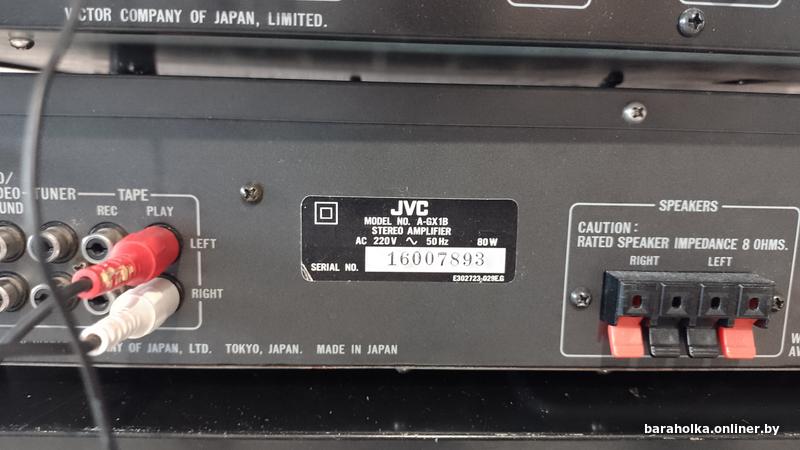 VICTOR COMPANY OF JAPAN, LIMITED.
TUNER
TAPE
REC
PLAY
LEFT
RIGHT
JVC
MODEL NO. A-GX1B
STEREO AMPLIFIER
AC 220V ~ 50Hz 80W
SERIAL NO. 16007893
E302723-029E.G
SPEAKERS
CAUTION:
RATED SPEAKER IMPEDANCE 8 OHMS.
RIGHT LEFT
OF JAPAN, LTD. TOKYO, JAPAN. MADE IN JAPAN
baraholka.onliner.by